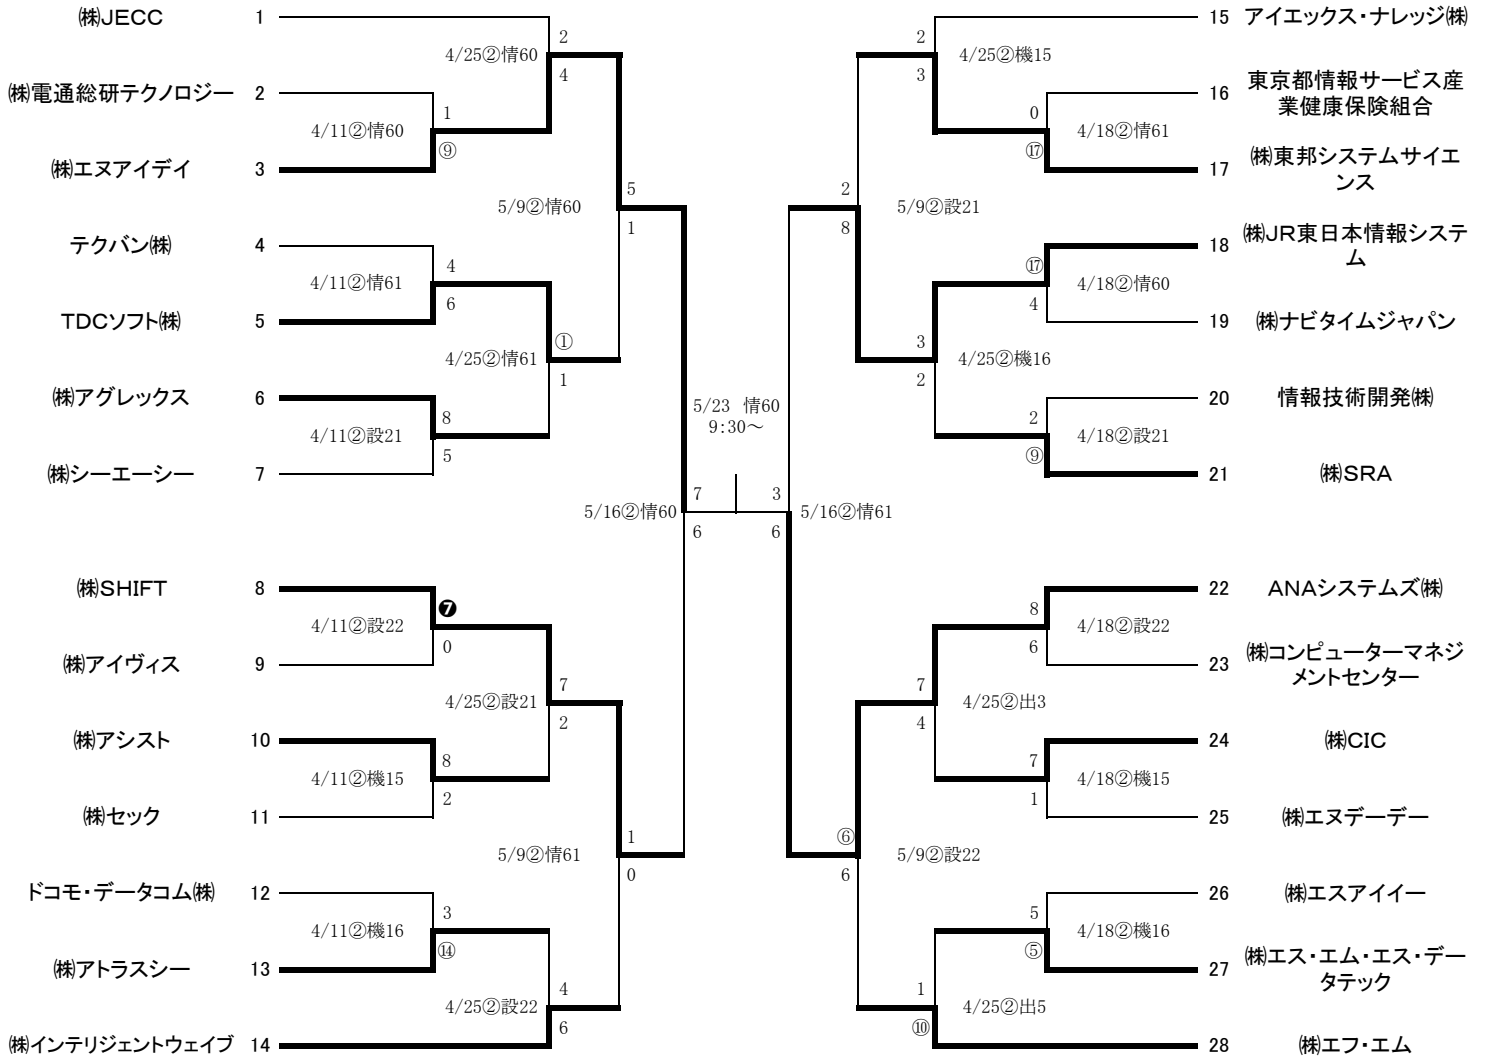 ㈱JECC 1
2
4/25②情60
4
㈱電通総研テクノロジー 2
1
4/11②情60
⑨
㈱エヌアイデイ 3
5
5/9②情60
1
テクバン㈱ 4
4
4/11②情61
6
TDCソフト㈱ 5
①
4/25②情61
1
㈱アグレックス 6
8
4/11②設21
5
㈱シーエーシー 7
7
5/16②情60
6
㈱SHIFT 8
❼
4/11②設22
0
㈱アイヴィス 9
7
4/25②設21
2
㈱アシスト 10
8
4/11②機15
2
㈱セック 11
1
5/9②情61
0
ドコモ・データコム㈱ 12
3
4/11②機16
⑭
㈱アトラスシー 13
4
4/25②設22
6
㈱インテリジェントウェイブ 14
5/23 情60
9:30～
15 アイエックス・ナレッジ㈱
2
4/25②機15
3
16 東京都情報サービス産
業健康保険組合
0
4/18②情61
⑰
17 ㈱東邦システムサイエ
ンス
2
5/9②設21
8
18 ㈱JR東日本情報システ
ム
⑰
4/18②情60
4
19 ㈱ナビタイムジャパン
3
4/25②機16
2
20 情報技術開発㈱
2
4/18②設21
⑨
21 ㈱SRA
3
5/16②情61
6
22 ANAシステムズ㈱
8
4/18②設22
6
23 ㈱コンピューターマネジ
メントセンター
7
4/25②出3
4
24 ㈱CIC
7
4/18②機15
1
25 ㈱エヌデーデー
⑥
5/9②設22
6
26 ㈱エスアイイー
5
4/18②機16
⑤
27 ㈱エス・エム・エス・デー
タテック
1
4/25②出5
⑩
28 ㈱エフ・エム